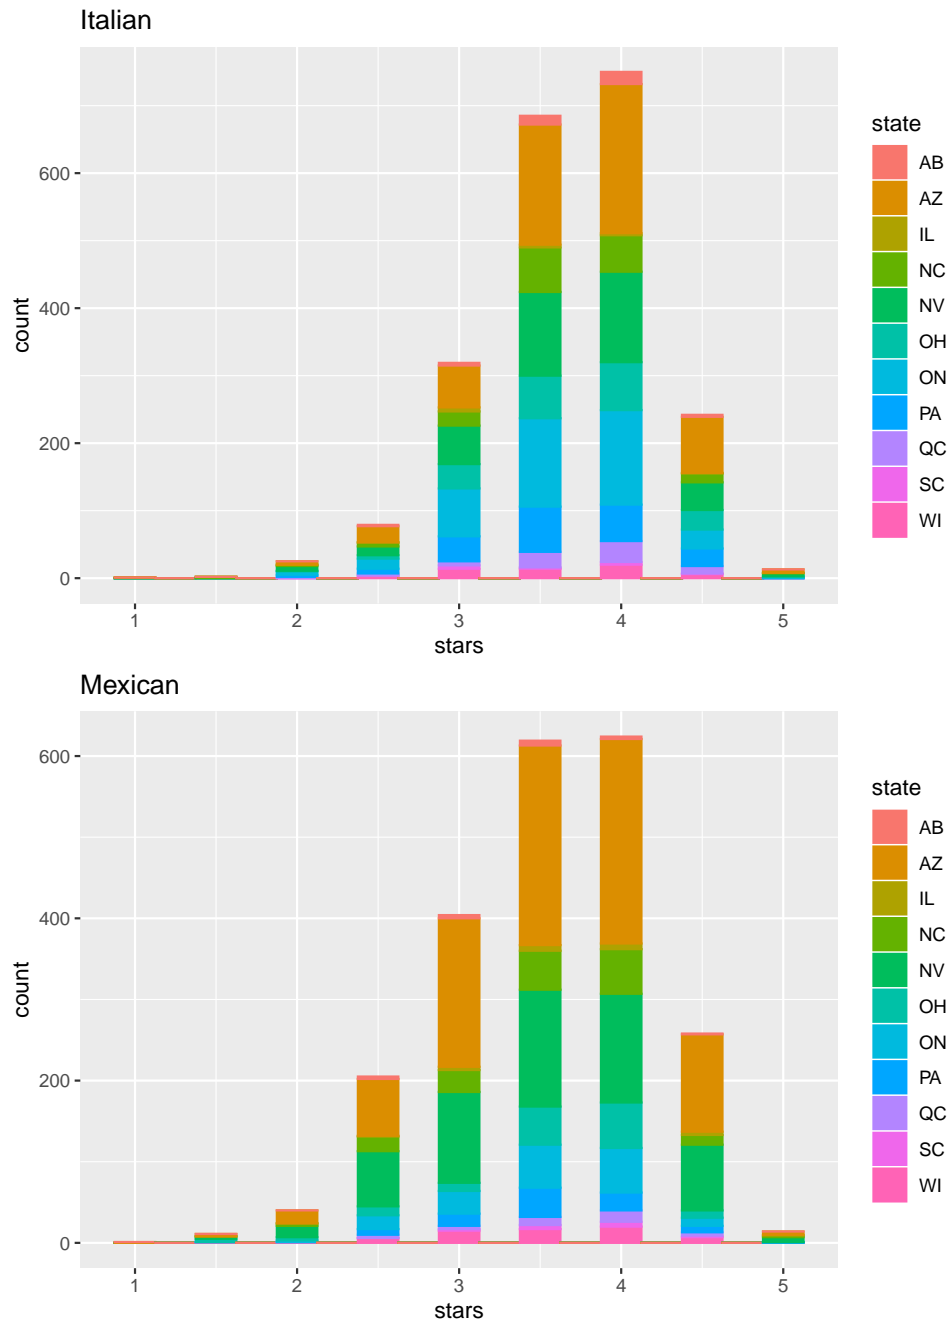 Italian
count
600
400
200
0
1 2 3 4 5
stars
state
AB
AZ
IL
NC
NV
OH
ON
PA
QC
SC
WI
Mexican
count
600
400
200
0
1 2 3 4 5
stars
state
AB
AZ
IL
NC
NV
OH
ON
PA
QC
SC
WI